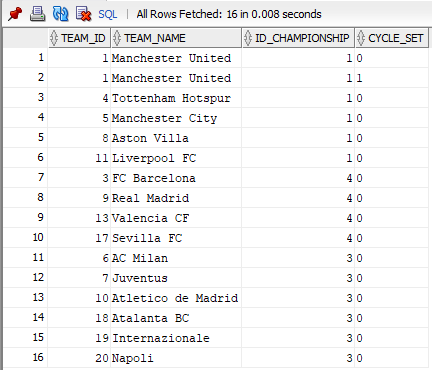 SQL | All Rows Fetched: 16 in 0.008 seconds
TEAM_ID TEAM_NAME ID_CHAMPIONSHIP CYCLE_SET
1 1 Manchester United 1 0
2 1 Manchester United 1 1
3 4 Tottenham Hotspur 1 0
4 5 Manchester City 1 0
5 8 Aston Villa 1 0
6 11 Liverpool FC 1 0
7 3 FC Barcelona 4 0
8 9 Real Madrid 4 0
9 13 Valencia CF 4 0
10 17 Sevilla FC 4 0
11 6 AC Milan 3 0
12 7 Juventus 3 0
13 10 Atletico de Madrid 3 0
14 18 Atalanta BC 3 0
15 19 Internazionale 3 0
16 20 Napoli 3 0